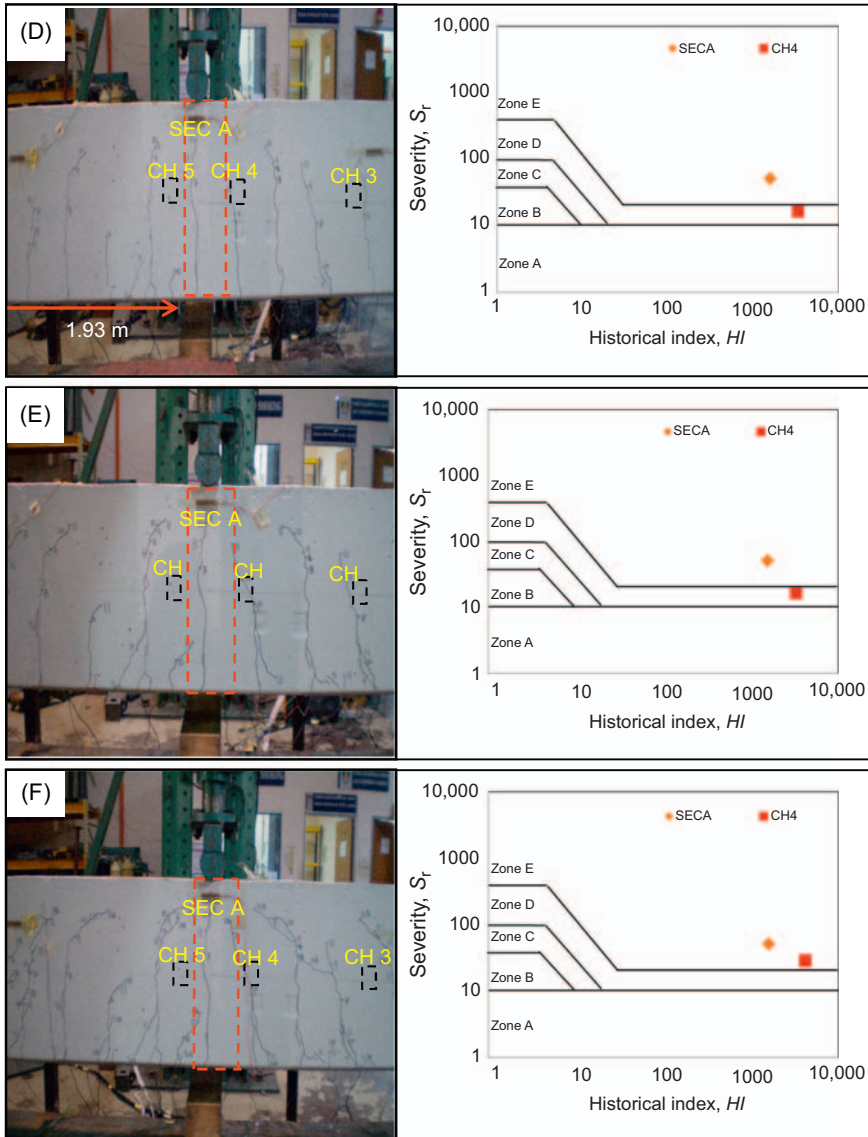 (D)
SEC A
CH 5
CH 4
CH 3
1.93 m
10,000
1000
100
10
1
Severity, Sr
SECA
CH4
Zone E
Zone D
Zone C
Zone B
Zone A
1
10
100
1000
10,000
Historical index, HI
(E)
SEC A
CH
CH
CH
10,000
1000
100
10
1
Severity, Sr
SECA
CH4
Zone E
Zone D
Zone C
Zone B
Zone A
1
10
100
1000
10,000
Historical index, HI
(F)
SEC A
CH 5
CH 4
CH 3
10,000
1000
100
10
1
Severity, Sr
SECA
CH4
Zone E
Zone D
Zone C
Zone B
Zone A
1
10
100
1000
10,000
Historical index, HI